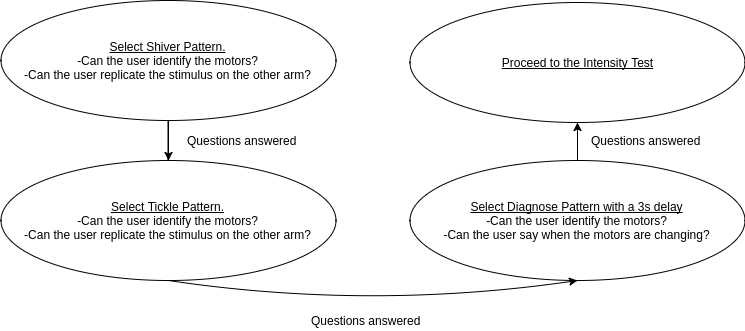 Select Shiver Pattern.
-Can the user identify the motors?
-Can the user replicate the stimulus on the other arm?
Questions answered
Select Tickle Pattern.
-Can the user identify the motors?
-Can the user replicate the stimulus on the other arm?
Questions answered
Select Diagnose Pattern with a 3s delay
-Can the user identify the motors?
-Can the user say when the motors are changing?
Questions answered
Proceed to the Intensity Test